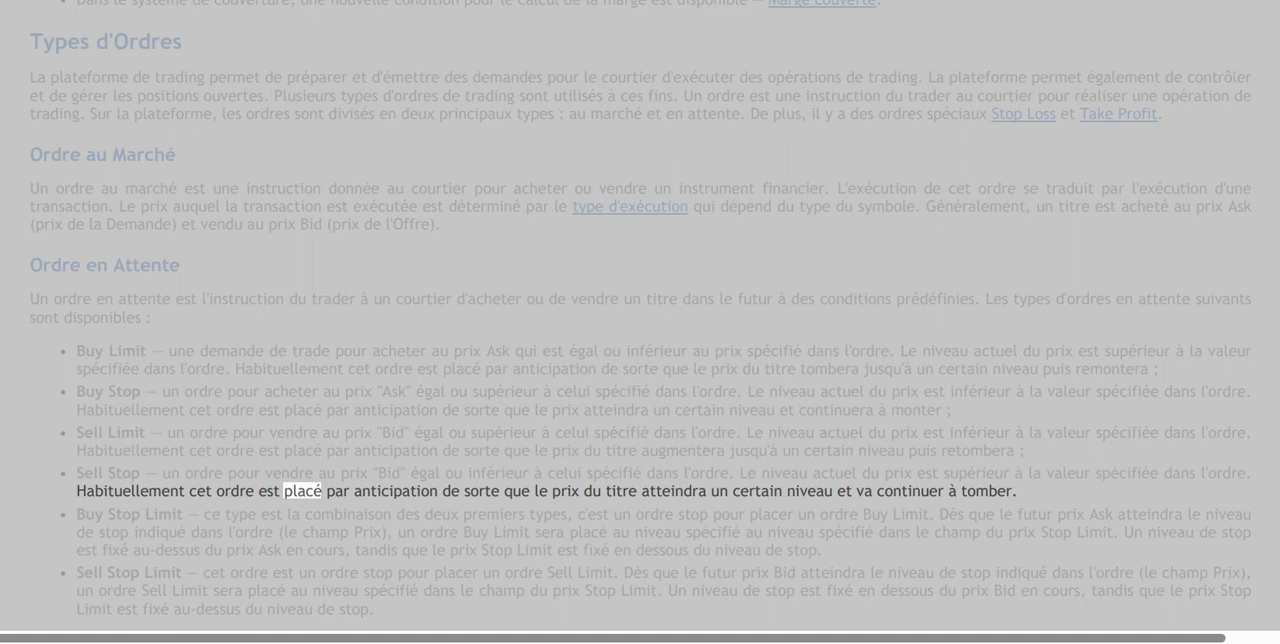 Dans le système de couverture, une nouvelle condition pour le calcul de la marge est disponible — Marge couverte.
Types d'Ordres
La plateforme de trading permet de préparer et d'émettre des demandes pour le courtier d'exécuter des opérations de trading. La plateforme permet également de contrôler
et de gérer les positions ouvertes. Plusieurs types d'ordres de trading sont utilisés à ces fins. Un ordre est une instruction du trader au courtier pour réaliser une opération de
trading. Sur la plateforme, les ordres sont divisés en deux principaux types : au marché et en attente. De plus, il y a des ordres spéciaux Stop Loss et Take Profit.
Ordre au Marché
Un ordre au marché est une instruction donnée au courtier pour acheter ou vendre un instrument financier. L'exécution de cet ordre se traduit par l'exécution d'une
transaction. Le prix auquel la transaction est exécutée est déterminé par le type d'exécution qui dépend du type du symbole. Généralement, un titre est acheté au prix Ask
(prix de la Demande) et vendu au prix Bid (prix de l'Offre).
Ordre en Attente
Un ordre en attente est l'instruction du trader à un courtier d'acheter ou de vendre un titre dans le futur à des conditions prédéfinies. Les types d'ordres en attente suivants
sont disponibles :
• Buy Limit — une demande de trade pour acheter au prix Ask qui est égal ou inférieur au prix spécifié dans l'ordre. Le niveau actuel du prix est supérieur à la valeur
spécifiée dans l'ordre. Habituellement cet ordre est placé par anticipation de sorte que le prix du titre tombera jusqu'à un certain niveau puis remontera ;
• Buy Stop — un ordre pour acheter au prix "Ask" égal ou supérieur à celui spécifié dans l'ordre. Le niveau actuel du prix est inférieur à la valeur spécifiée dans l'ordre.
Habituellement cet ordre est placé par anticipation de sorte que le prix atteindra un certain niveau et continuera à monter ;
• Sell Limit — un ordre pour vendre au prix "Bid" égal ou supérieur à celui spécifié dans l'ordre. Le niveau actuel du prix est inférieur à la valeur spécifiée dans l'ordre.
Habituellement cet ordre est placé par anticipation de sorte que le prix du titre augmentera jusqu'à un certain niveau puis retombera ;
• Sell Stop — un ordre pour vendre au prix "Bid" égal ou inférieur à celui spécifié dans l'ordre. Le niveau actuel du prix est supérieur à la valeur spécifiée dans l'ordre.
Habituellement cet ordre est placé par anticipation de sorte que le prix du titre atteindra un certain niveau et va continuer à tomber.
• Buy Stop Limit — ce type est la combinaison des deux premiers types, c'est un ordre stop pour placer un ordre Buy Limit. Dès que le futur prix Ask atteindra le niveau
de stop indiqué dans l'ordre (le champ Prix), un ordre Buy Limit sera placé au niveau spécifié au niveau spécifié dans le champ du prix Stop Limit. Un niveau de stop
est fixé au-dessus du prix Ask en cours, tandis que le prix Stop Limit est fixé en dessous du niveau de stop.
• Sell Stop Limit — cet ordre est un ordre stop pour placer un ordre Sell Limit. Dès que le futur prix Bid atteindra le niveau de stop indiqué dans l'ordre (le champ Prix),
un ordre Sell Limit sera placé au niveau spécifié dans le champ du prix Stop Limit. Un niveau de stop est fixé en dessous du prix Bid en cours, tandis que le prix Stop
Limit est fixé au-dessus du niveau de stop.